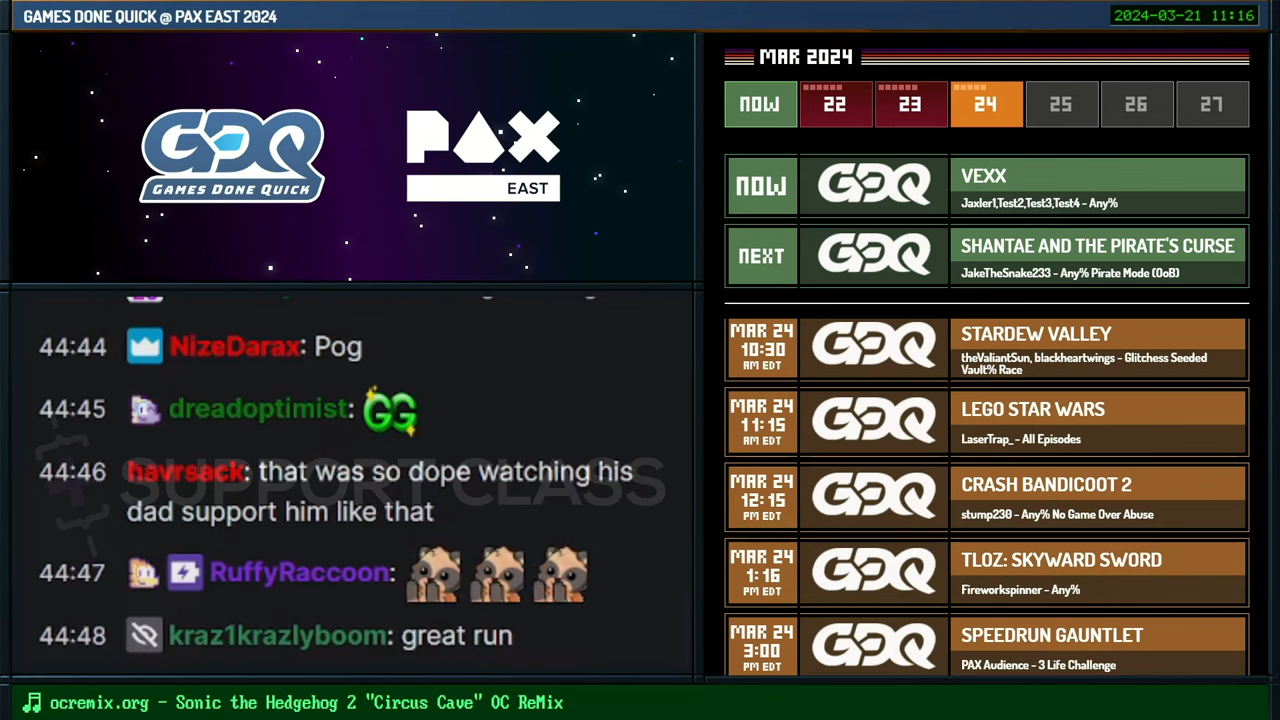 GAMES DONE QUICK @ PAX EAST 2024
2024-03-21 11:16
GDQ
GAMES DONE QUICK
PAX
EAST
44:44 NizeDarax: Pog
44:45 dreadoptimist: GG
44:46 havrsack: that was so dope watching his
dad support him like that
SUPPORT CLASS
44:47 RuffyRaccoon:
44:48 kraz1krazlyboom: great run
MAR 2024
NOW 22 23 24 25 26 27
NOW
GDQ
VEXX
Jaxler1,Test2,Test3,Test4 - Any%
NEXT
GDQ
SHANTAE AND THE PIRATE'S CURSE
JakeTheSnake233 - Any% Pirate Mode (OoB)
MAR 24
10:30
AM EDT
GDQ
STARDEW VALLEY
theValiantSun, blackheartwings - Glitchess Seeded
Vault% Race
MAR 24
11:15
AM EDT
GDQ
LEGO STAR WARS
LaserTrap_ - All Episodes
MAR 24
12:15
PM EDT
GDQ
CRASH BANDICOOT 2
stump230 - Any% No Game Over Abuse
MAR 24
1:16
PM EDT
GDQ
TLOZ: SKYWARD SWORD
Fireworkspinner - Any%
MAR 24
3:00
PM EDT
GDQ
SPEEDRUN GAUNTLET
PAX Audience - 3 Life Challenge
ocremix.org - Sonic the Hedgehog 2 "Circus Cave" OC ReMix